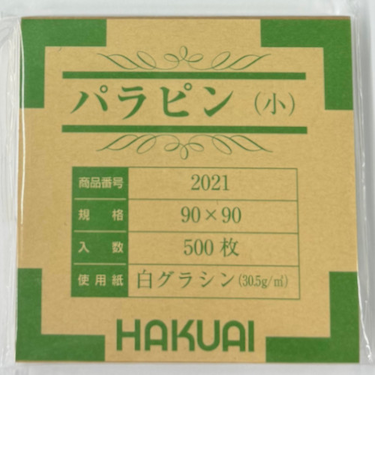 パラピン(小)
商品番号 2021
規格 90×90
入数 500枚
使用紙 白グラシン(30.5g/㎡)
HAKUAI